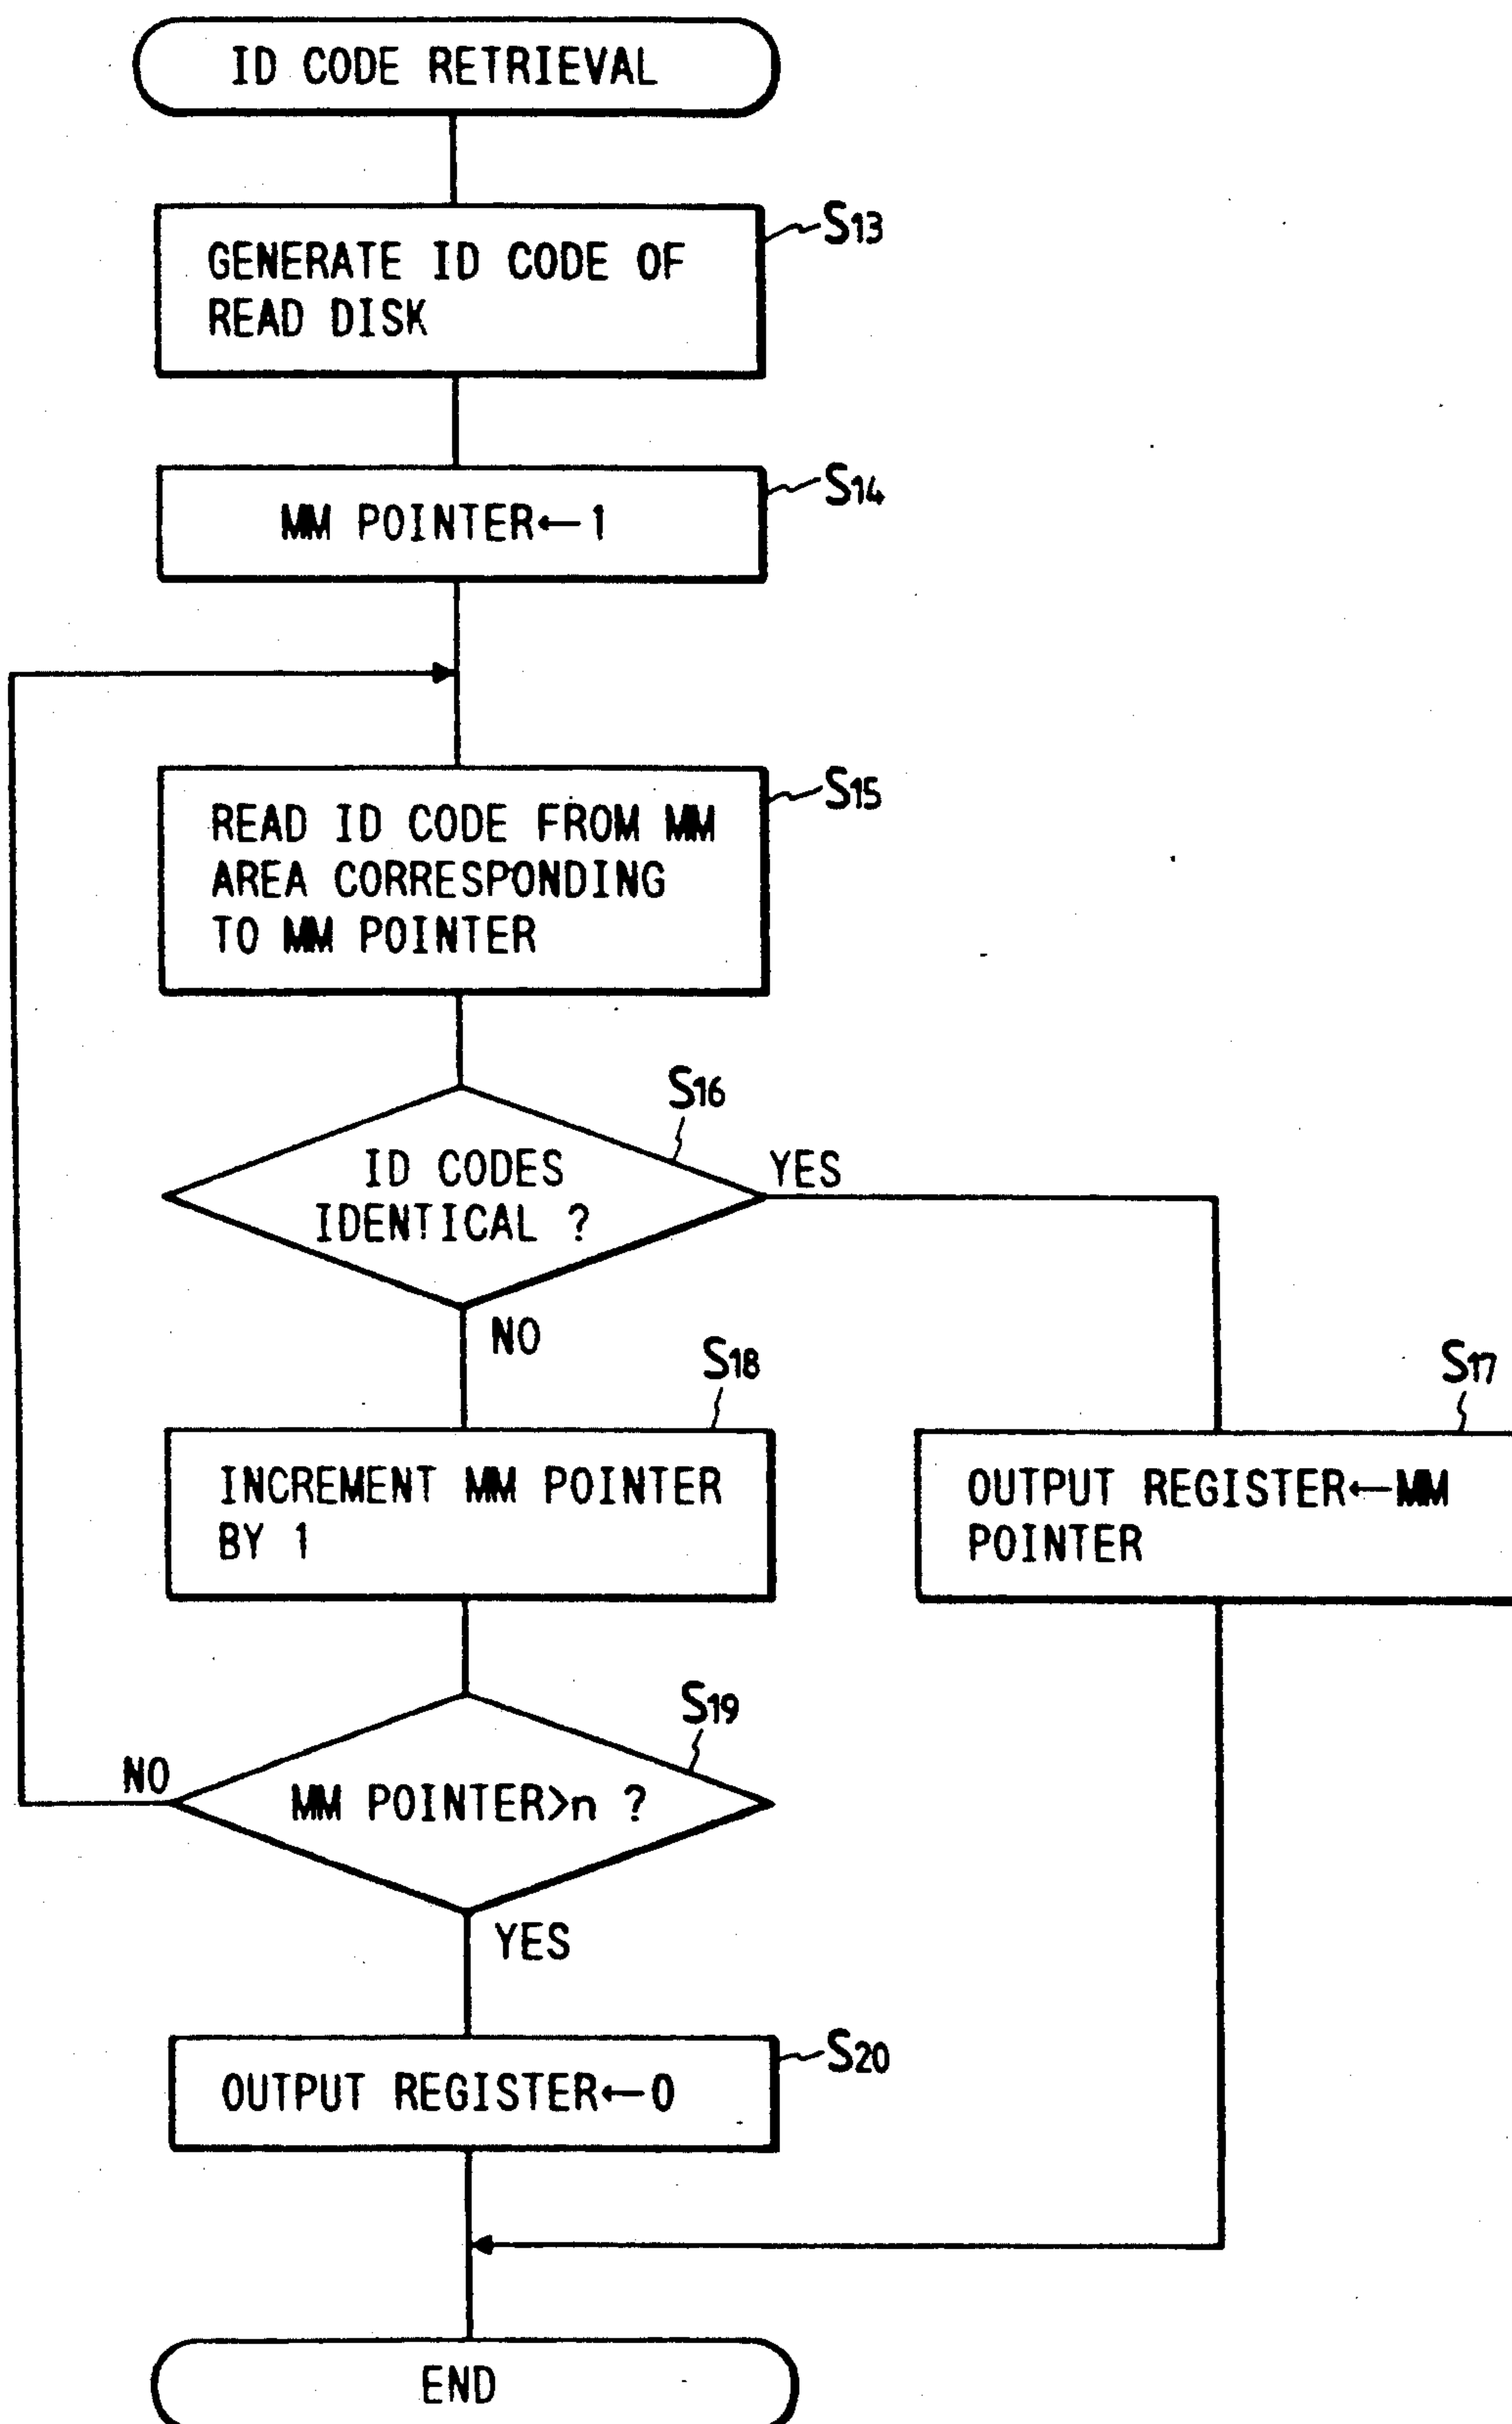 ID CODE RETRIEVAL
S13
GENERATE ID CODE OF
READ DISK
S14
MM POINTER←1
S15
READ ID CODE FROM MM
AREA CORRESPONDING
TO MM POINTER
S16
ID CODES
IDENTICAL ?
YES
NO
S18
S17
INCREMENT MM POINTER
BY 1
OUTPUT REGISTER←MM
POINTER
S19
NO
MM POINTER>n ?
YES
S20
OUTPUT REGISTER←0
END